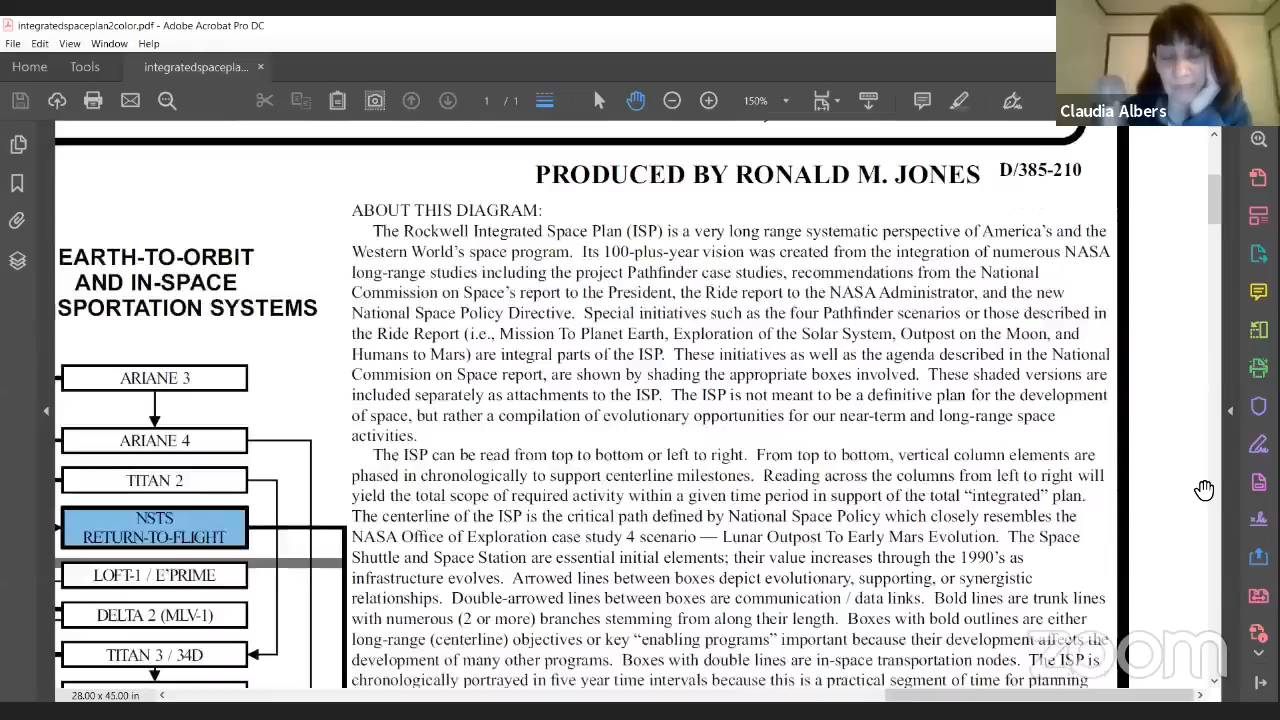 integratedspaceplan2color.pdf - Adobe Acrobat Pro DC
File Edit View Window Help
Home Tools integratedspacepla... ×
1 / 1 150%
Claudia Albers
PRODUCED BY RONALD M. JONES D/385-210
EARTH-TO-ORBIT
AND IN-SPACE
SPORTATION SYSTEMS
ARIANE 3
ARIANE 4
TITAN 2
NSTS
RETURN-TO-FLIGHT
LOFT-1 / E'PRIME
DELTA 2 (MLV-1)
TITAN 3 / 34D
ABOUT THIS DIAGRAM:
The Rockwell Integrated Space Plan (ISP) is a very long range systematic perspective of America's and the
Western World's space program. Its 100-plus-year vision was created from the integration of numerous NASA
long-range studies including the project Pathfinder case studies, recommendations from the National
Commission on Space's report to the President, the Ride report to the NASA Administrator, and the new
National Space Policy Directive. Special initiatives such as the four Pathfinder scenarios or those described in
the Ride Report (i.e., Mission To Planet Earth, Exploration of the Solar System, Outpost on the Moon, and
Humans to Mars) are integral parts of the ISP. These initiatives as well as the agenda described in the National
Commision on Space report, are shown by shading the appropriate boxes involved. These shaded versions are
included separately as attachments to the ISP. The ISP is not meant to be a definitive plan for the development
of space, but rather a compilation of evolutionary opportunities for our near-term and long-range space
activities.
The ISP can be read from top to bottom or left to right. From top to bottom, vertical column elements are
phased in chronologically to support centerline milestones. Reading across the columns from left to right will
yield the total scope of required activity within a given time period in support of the total "integrated" plan.
The centerline of the ISP is the critical path defined by National Space Policy which closely resembles the
NASA Office of Exploration case study 4 scenario — Lunar Outpost To Early Mars Evolution. The Space
Shuttle and Space Station are essential initial elements; their value increases through the 1990's as
infrastructure evolves. Arrowed lines between boxes depict evolutionary, supporting, or synergistic
relationships. Double-arrowed lines between boxes are communication / data links. Bold lines are trunk lines
with numerous (2 or more) branches stemming from along their length. Boxes with bold outlines are either
long-range (centerline) objectives or key "enabling programs" important because their development affects the
development of many other programs. Boxes with double lines are in-space transportation nodes. The ISP is
chronologically portrayed in five year time intervals because this is a practical segment of time for planning
zoom
28.00 x 45.00 in